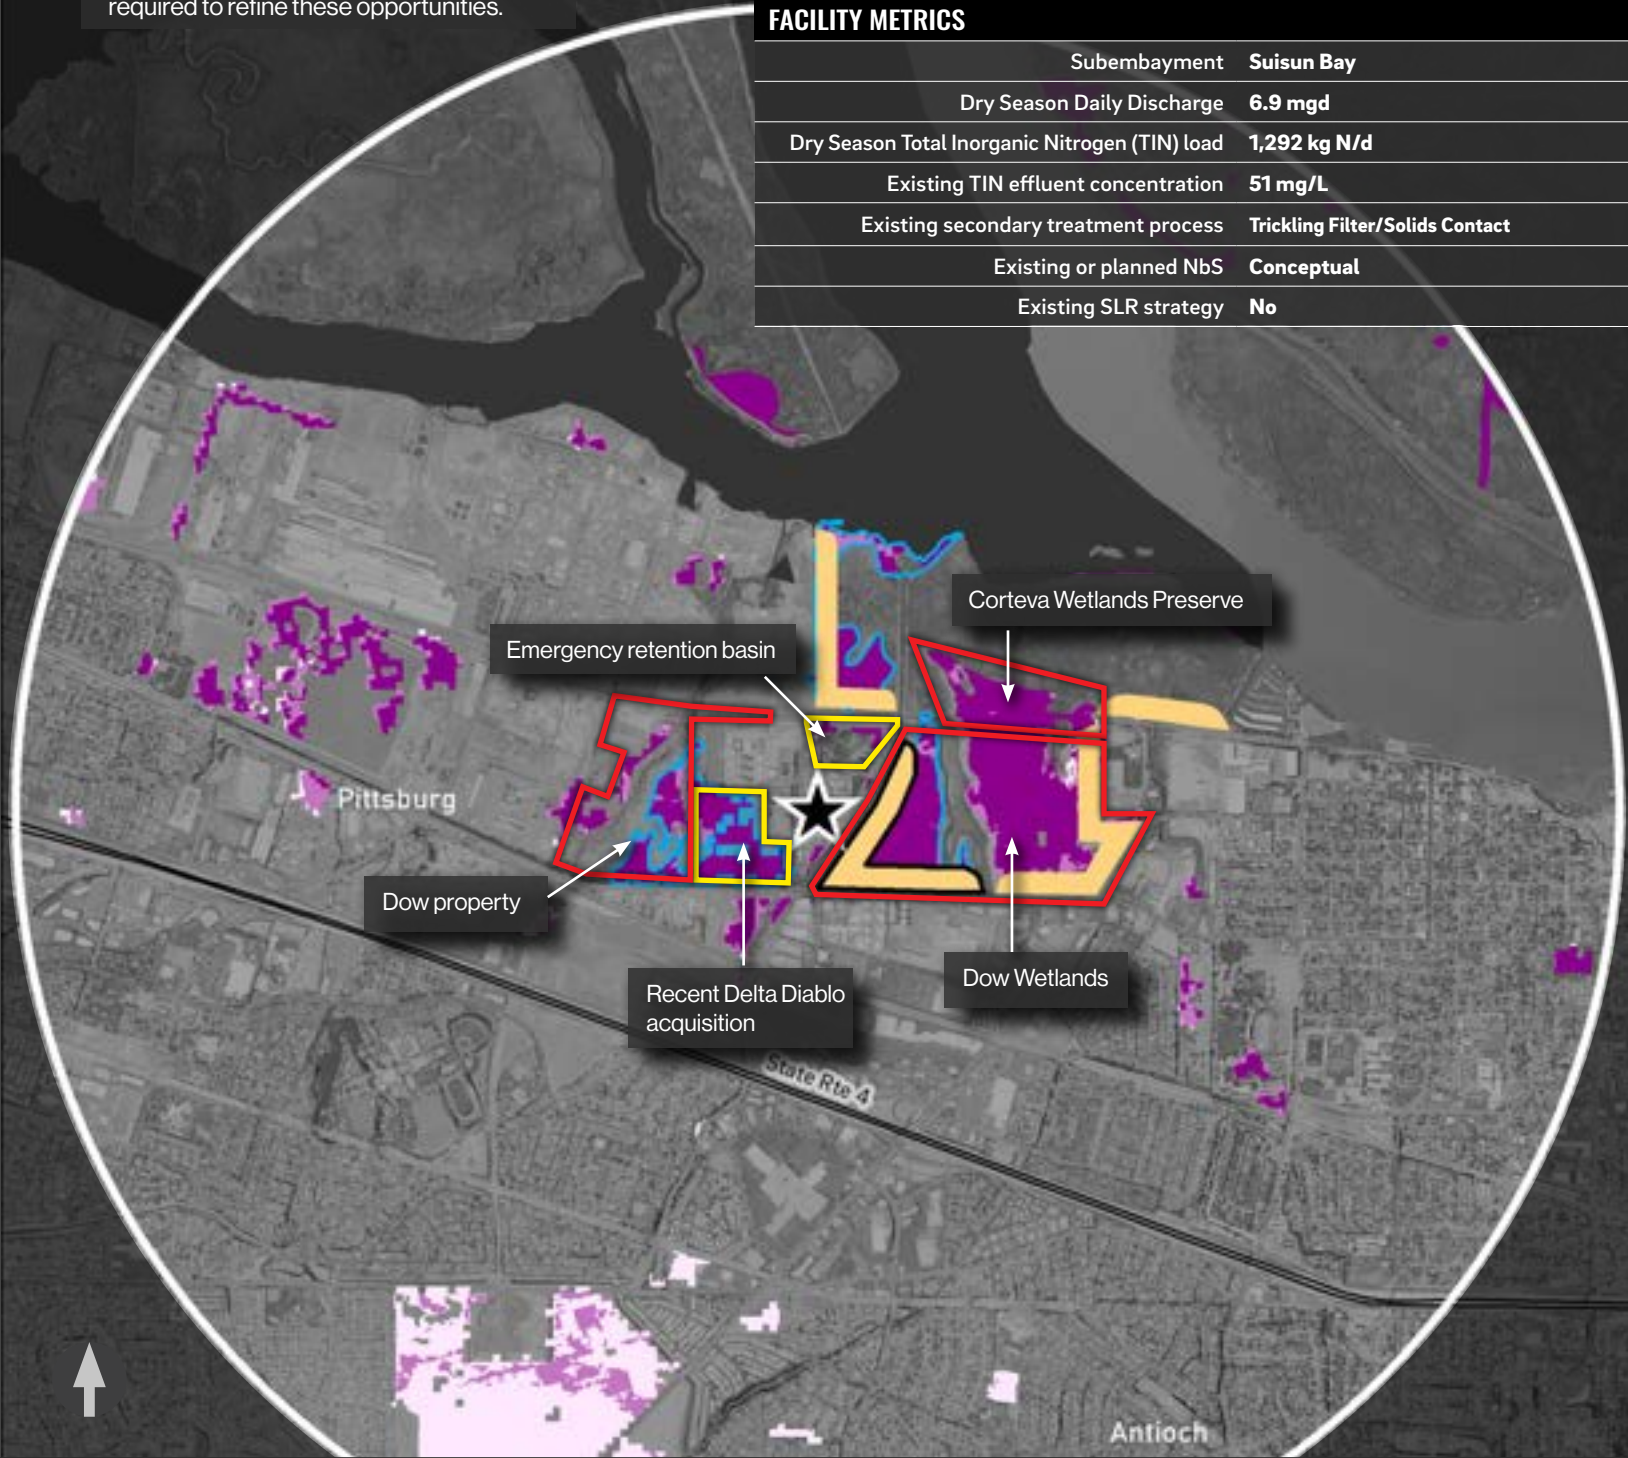 required to refine these opportunities.
FACILITY METRICS
Subembayment Suisun Bay
Dry Season Daily Discharge 6.9 mgd
Dry Season Total Inorganic Nitrogen (TIN) load 1,292 kg N/d
Existing TIN effluent concentration 51 mg/L
Existing secondary treatment process Trickling Filter/Solids Contact
Existing or planned NbS Conceptual
Existing SLR strategy No
Corteva Wetlands Preserve
Emergency retention basin
Pittsburg
Dow property
Dow Wetlands
Recent Delta Diablo
acquisition
State Rte 4
Antioch